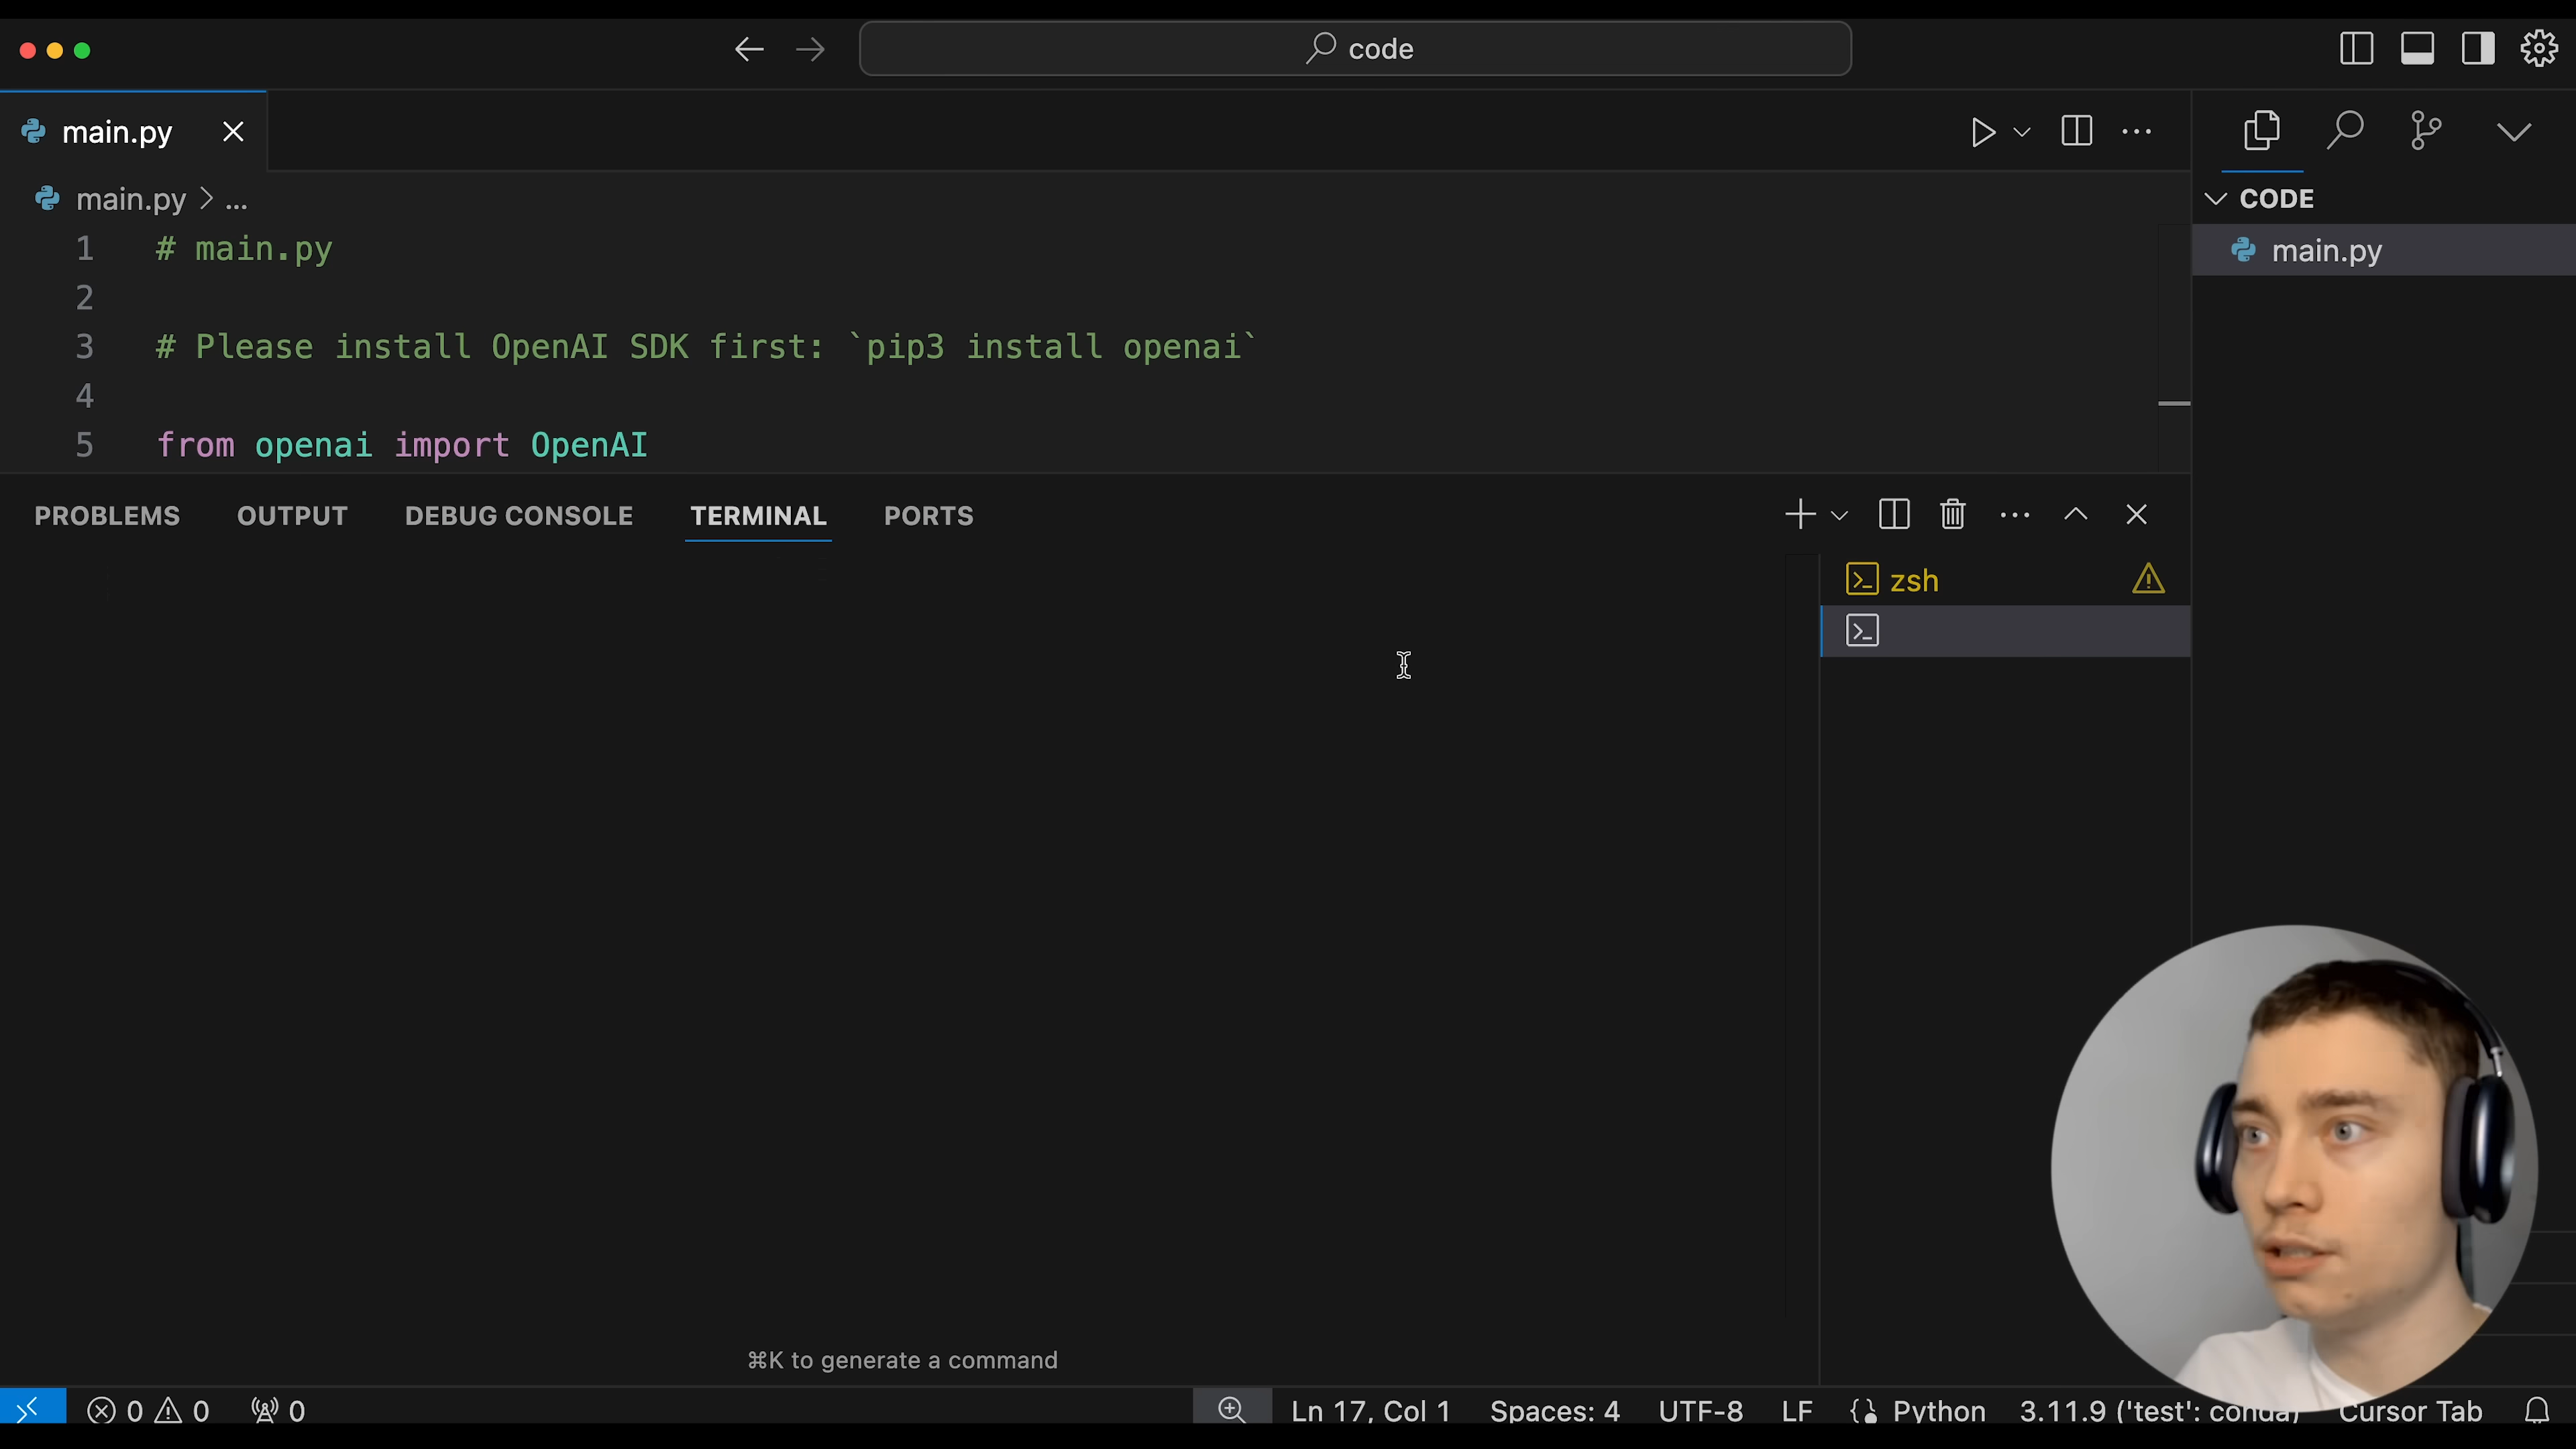 code
main.py
main.py > ...
CODE
main.py
1 # main.py
2
3 # Please install OpenAI SDK first: `pip3 install openai`
4
5 from openai import OpenAI
PROBLEMS OUTPUT DEBUG CONSOLE TERMINAL PORTS
zsh
⌘K to generate a command
0 0 0 Ln 17, Col 1 Spaces: 4 UTF-8 LF Python 3.11.9 ('test': conda) Cursor Tab